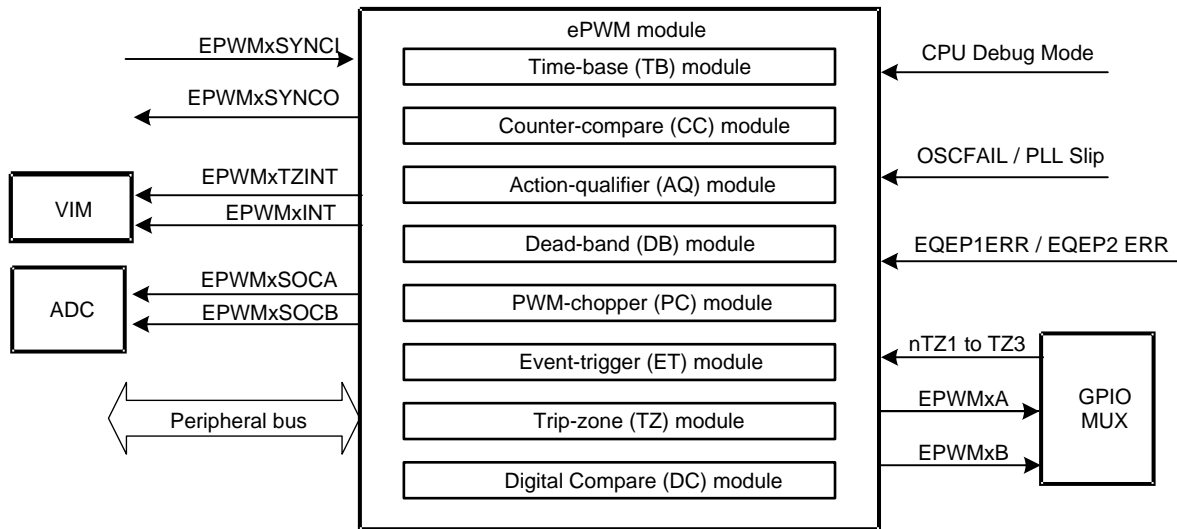 ePWM module
EPWMxSYNCI
Time-base (TB) module
CPU Debug Mode
EPWMxSYNCO
Counter-compare (CC) module
OSCFAIL / PLL Slip
EPWMxTZINT
Action-qualifier (AQ) module
VIM
EPWMxINT
Dead-band (DB) module
EQEP1ERR / EQEP2 ERR
EPWMxSOCA
ADC
PWM-chopper (PC) module
EPWMxSOCB
nTZ1 to TZ3
Event-trigger (ET) module
EPWMxA
GPIO
MUX
Peripheral bus
Trip-zone (TZ) module
EPWMxB
Digital Compare (DC) module